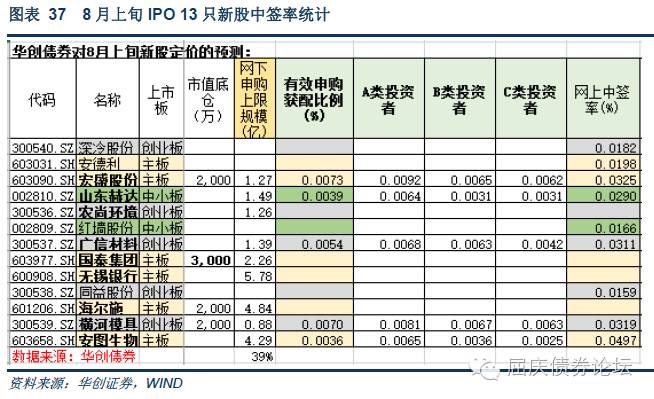 图表 37 8 月上旬 IPO 13 只新股中签率统计
华创债券对8月上旬新股定价的预测:
代码 名称 上市板 市值底仓(万) 网下申购上限规模(亿) 有效申购获配比例(%) A类投资者 B类投资者 C类投资者 网上中签率(%)
300540.SZ 深冷股份 创业板 0.0182
603031.SH 安德利 主板 0.0198
603090.SH 宏盛股份 主板 2,000 1.27 0.0073 0.0092 0.0065 0.0062 0.0325
002810.SZ 山东赫达 中小板 1.49 0.0039 0.0064 0.0031 0.0031 0.0290
300536.SZ 农尚环境 创业板 1.26
002809.SZ 红墙股份 中小板 0.0166
300537.SZ 广信材料 创业板 1.39 0.0054 0.0068 0.0063 0.0042 0.0311
603977.SH 国泰集团 主板 3,000 2.26
600908.SH 无锡银行 主板 5.78
300538.SZ 同益股份 创业板 0.0159
601206.SH 海尔施 主板 2,000 4.84
300539.SZ 横河模具 创业板 2,000 0.88 0.0070 0.0081 0.0067 0.0063 0.0319
603658.SH 安图生物 主板 4.29 0.0036 0.0065 0.0036 0.0025 0.0497
数据来源: 华创债券 39%
屈庆债券论坛
资料来源:华创证券，WIND